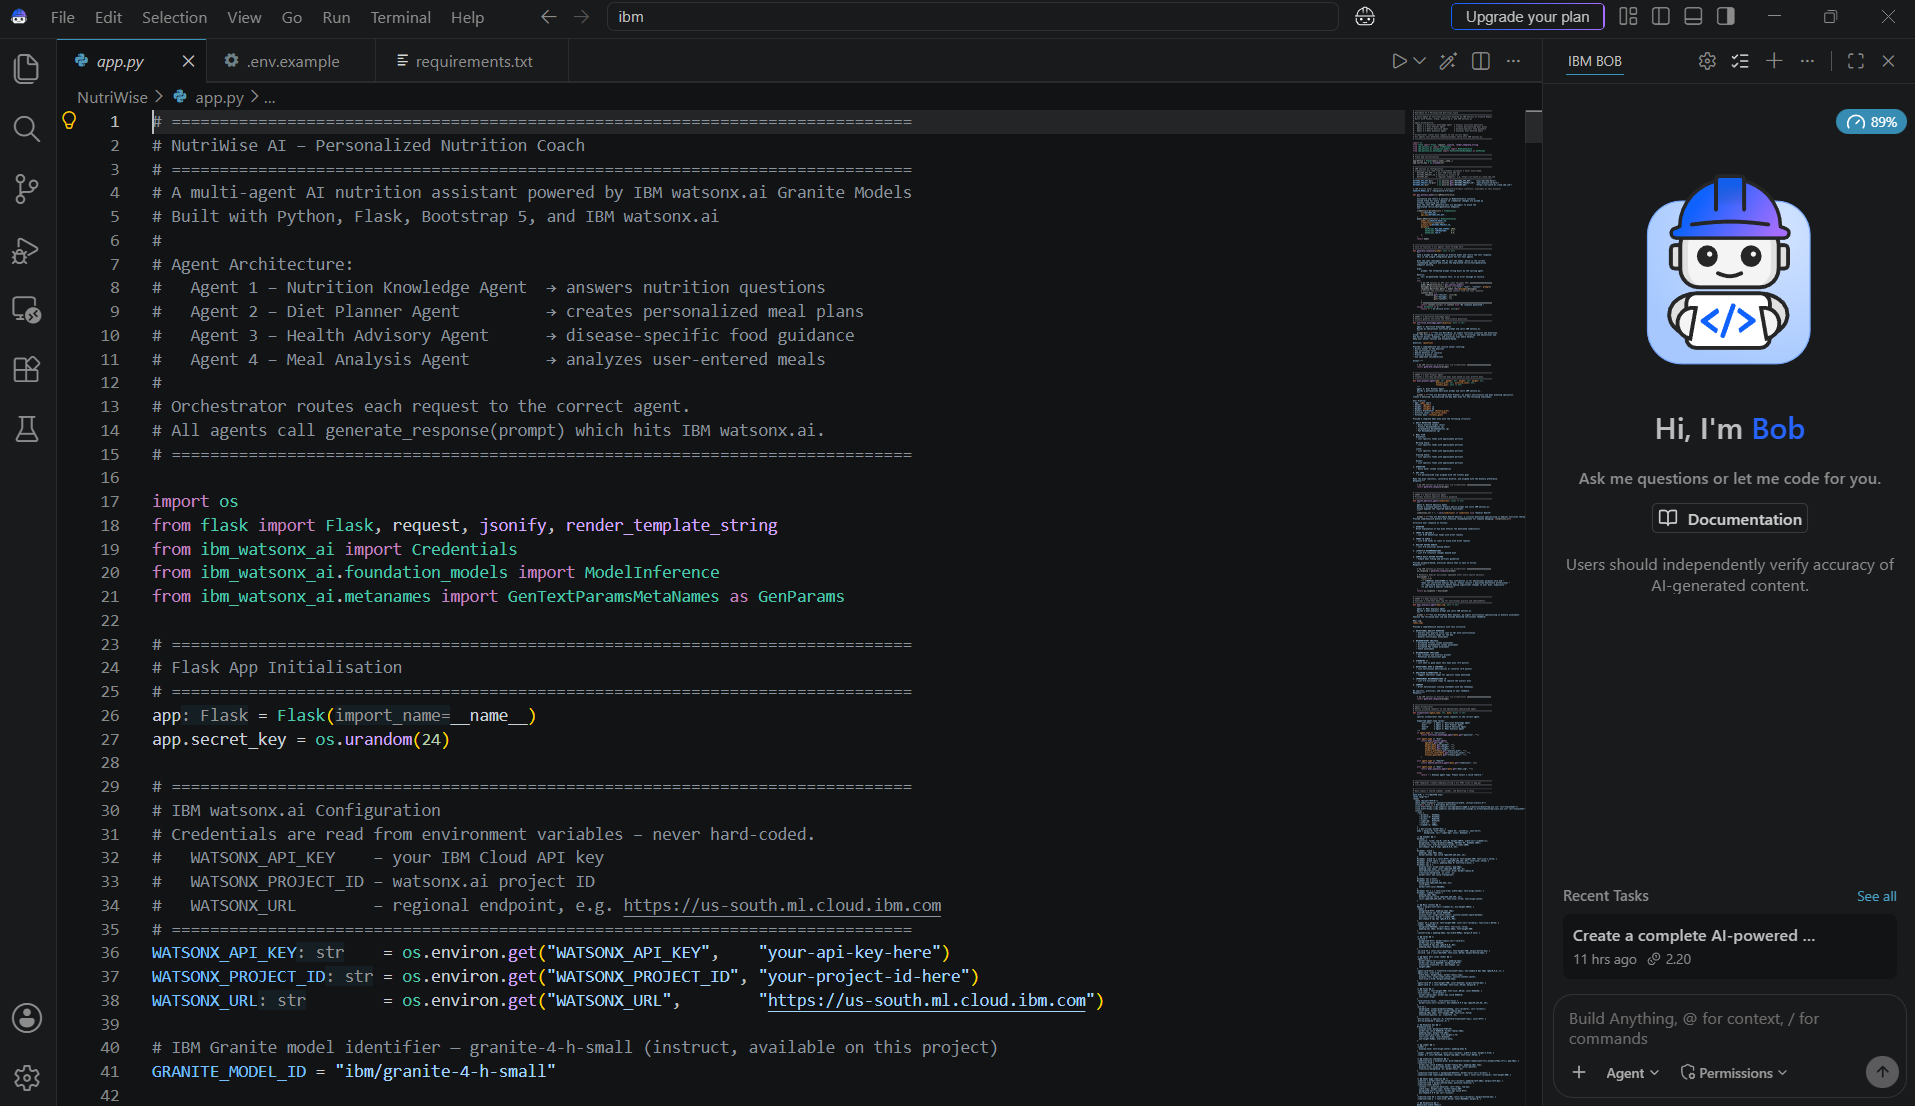 File Edit Selection View Go Run Terminal Help
ibm
Upgrade your plan
app.py
.env.example
requirements.txt
IBM BOB
NutriWise > app.py > ...
1 # =============================================================================
2 # NutriWise AI – Personalized Nutrition Coach
3 # =============================================================================
4 # A multi-agent AI nutrition assistant powered by IBM watsonx.ai Granite Models
5 # Built with Python, Flask, Bootstrap 5, and IBM watsonx.ai
6 #
7 # Agent Architecture:
8 #   Agent 1 – Nutrition Knowledge Agent  → answers nutrition questions
9 #   Agent 2 – Diet Planner Agent         → creates personalized meal plans
10 #   Agent 3 – Health Advisory Agent      → disease-specific food guidance
11 #   Agent 4 – Meal Analysis Agent        → analyzes user-entered meals
12 #
13 # Orchestrator routes each request to the correct agent.
14 # All agents call generate_response(prompt) which hits IBM watsonx.ai.
15 # =============================================================================
16
17 import os
18 from flask import Flask, request, jsonify, render_template_string
19 from ibm_watsonx_ai import Credentials
20 from ibm_watsonx_ai.foundation_models import ModelInference
21 from ibm_watsonx_ai.metanames import GenTextParamsMetaNames as GenParams
22
23 # =============================================================================
24 # Flask App Initialisation
25 # =============================================================================
26 app: Flask = Flask(import_name=__name__)
27 app.secret_key = os.urandom(24)
28
29 # =============================================================================
30 # IBM watsonx.ai Configuration
31 # Credentials are read from environment variables – never hard-coded.
32 #   WATSONX_API_KEY    – your IBM Cloud API key
33 #   WATSONX_PROJECT_ID – watsonx.ai project ID
34 #   WATSONX_URL        – regional endpoint, e.g. https://us-south.ml.cloud.ibm.com
35 # =============================================================================
36 WATSONX_API_KEY: str    = os.environ.get("WATSONX_API_KEY",    "your-api-key-here")
37 WATSONX_PROJECT_ID: str = os.environ.get("WATSONX_PROJECT_ID", "your-project-id-here")
38 WATSONX_URL: str        = os.environ.get("WATSONX_URL",        "https://us-south.ml.cloud.ibm.com")
39
40 # IBM Granite model identifier – granite-4-h-small (instruct, available on this project)
41 GRANITE_MODEL_ID = "ibm/granite-4-h-small"
42
89%
</>
Hi, I'm Bob
Ask me questions or let me code for you.
Documentation
Users should independently verify accuracy of
AI-generated content.
Recent Tasks See all
Create a complete AI-powered ...
11 hrs ago 2.20
Build Anything, @ for context, / for
commands
Agent Permissions